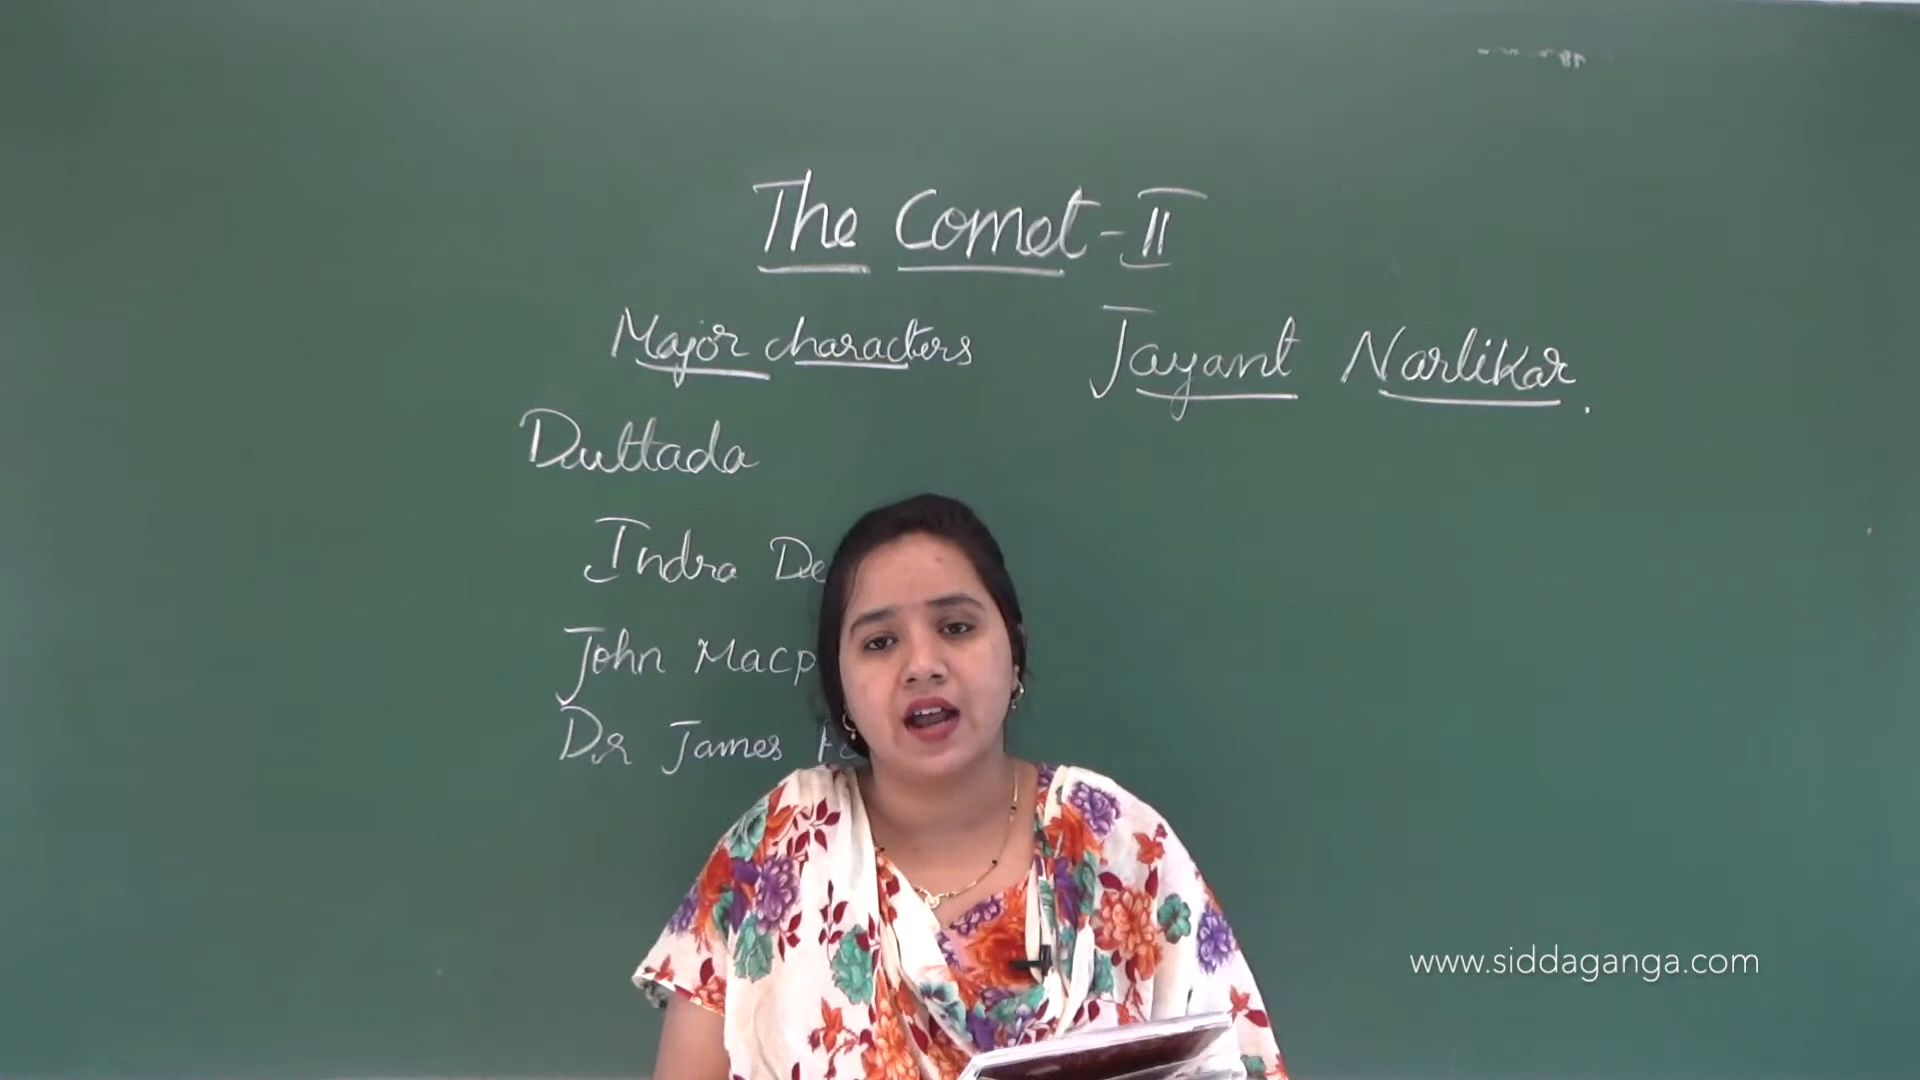 The Comet - II
Major characters
Jayant Narlikar.
Duttada
Indra De
John Macp
Dr James
www.siddaganga.com